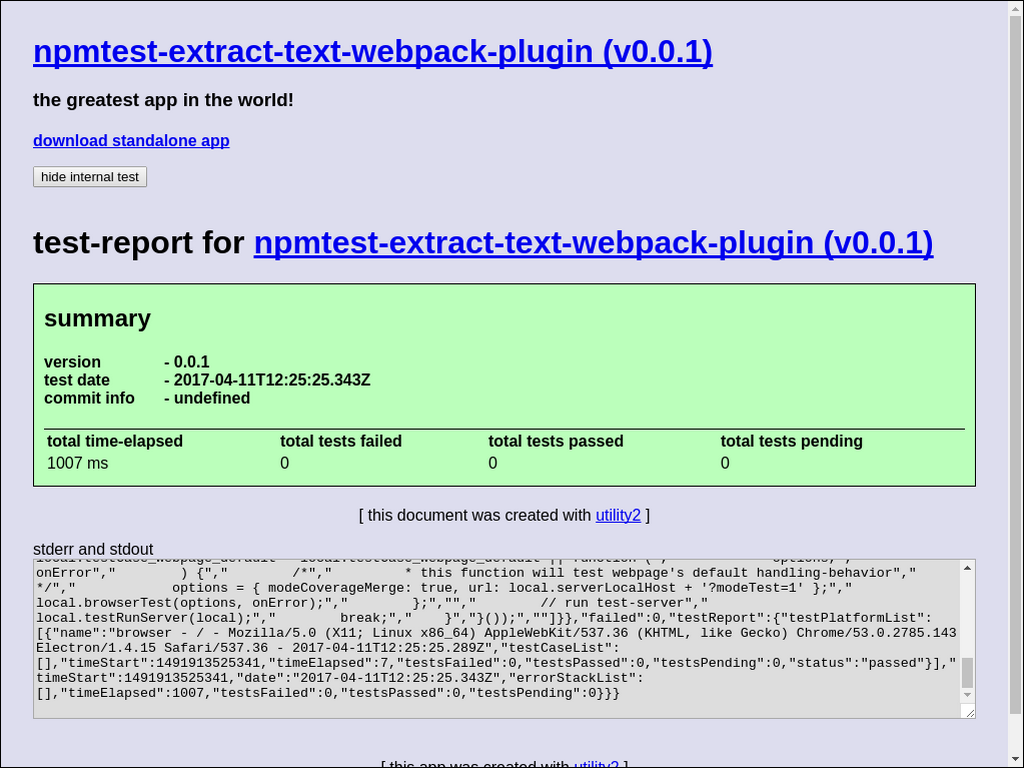 npmtest-extract-text-webpack-plugin (v0.0.1)
the greatest app in the world!
download standalone app
hide internal test
test-report for npmtest-extract-text-webpack-plugin (v0.0.1)
summary
version - 0.0.1
test date - 2017-04-11T12:25:25.343Z
commit info - undefined
total time-elapsed total tests failed total tests passed total tests pending
1007 ms 0 0 0
[ this document was created with utility2 ]
stderr and stdout
onError","        ) {","        /*","         * this function will test webpage's default handling-behavior","
*/","            options = { modeCoverageMerge: true, url: local.serverLocalHost + '?modeTest=1' };","
local.browserTest(options, onError);","        };","","        // run test-server","
local.testRunServer(local);","        break;","    }","}());",""]}},"failed":0,"testReport":{"testPlatformList":
[{"name":"browser - / - Mozilla/5.0 (X11; Linux x86_64) AppleWebKit/537.36 (KHTML, like Gecko) Chrome/53.0.2785.143
Electron/1.4.15 Safari/537.36 - 2017-04-11T12:25:25.289Z","testCaseList":
[],"timeStart":1491913525341,"timeElapsed":7,"testsFailed":0,"testsPassed":0,"testsPending":0,"status":"passed"}],"
timeStart":1491913525341,"date":"2017-04-11T12:25:25.343Z","errorStackList":
[],"timeElapsed":1007,"testsFailed":0,"testsPassed":0,"testsPending":0}}}
[ this app was created with utility2 ]